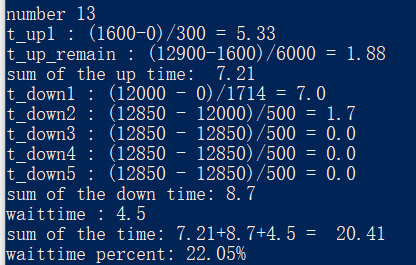 number 13
t_up1 : (1600-0)/300 = 5.33
t_up_remain : (12900-1600)/6000 = 1.88
sum of the up time:  7.21
t_down1 : (12000 - 0)/1714 = 7.0
t_down2 : (12850 - 12000)/500 = 1.7
t_down3 : (12850 - 12850)/500 = 0.0
t_down4 : (12850 - 12850)/500 = 0.0
t_down5 : (12850 - 12850)/500 = 0.0
sum of the down time: 8.7
waittime : 4.5
sum of the time: 7.21+8.7+4.5 =  20.41
waittime percent: 22.05%